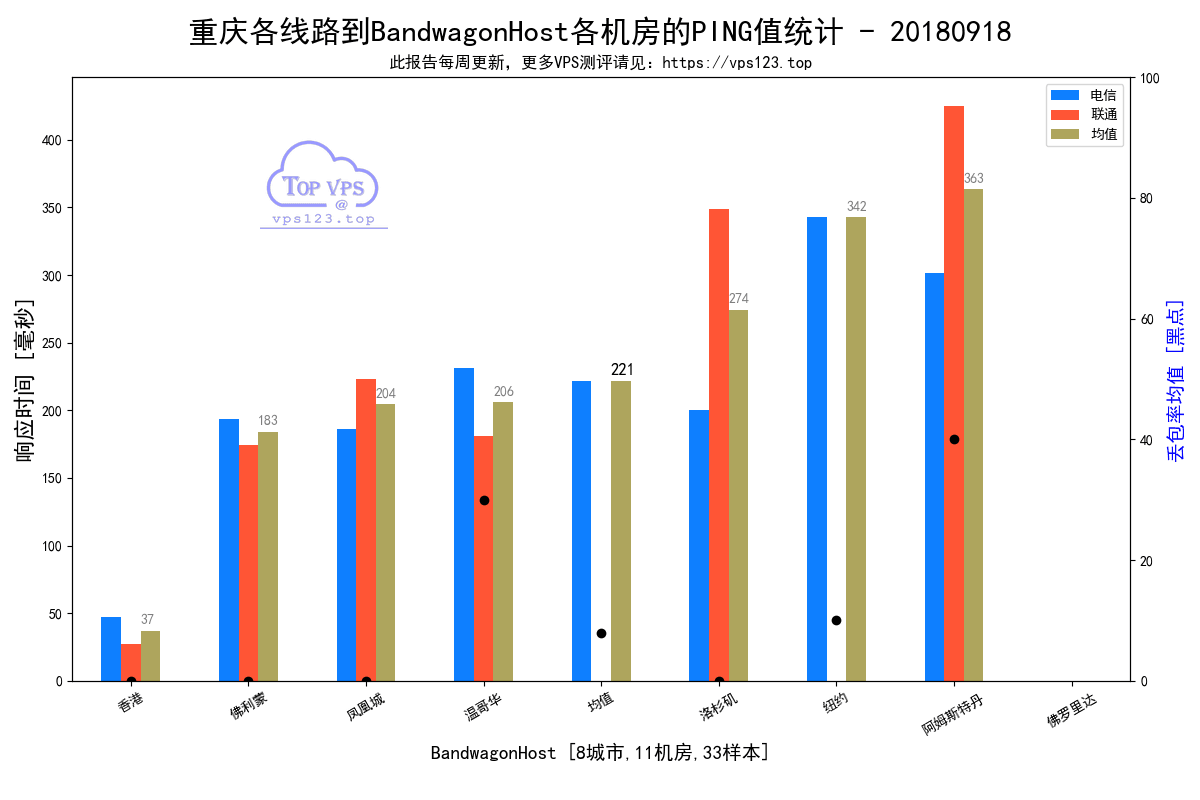 重庆各线路到BandwagonHost各机房的PING值统计 - 20180918
此报告每周更新，更多VPS测评请见：https://vps123.top
电信
联通
均值
TOP VPS
@
vps123.top
响应时间 [毫秒]
400
350
300
250
200
150
100
50
0
37
183
204
206
221
274
342
363
100
80
60
40
20
0
丢包率均值 [黑点]
香港
佛利蒙
凤凰城
温哥华
均值
洛杉矶
纽约
阿姆斯特丹
佛罗里达
BandwagonHost [8城市,11机房,33样本]